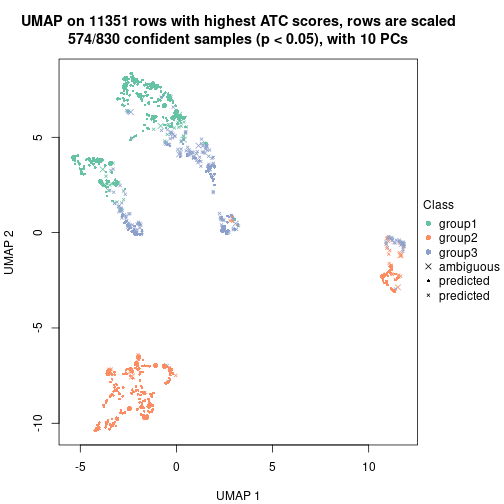 UMAP on 11351 rows with highest ATC scores, rows are scaled
574/830 confident samples (p < 0.05), with 10 PCs
UMAP 2
5
0
-5
-10
-5
0
5
10
UMAP 1
Class
group1
group2
group3
ambiguous
predicted
predicted